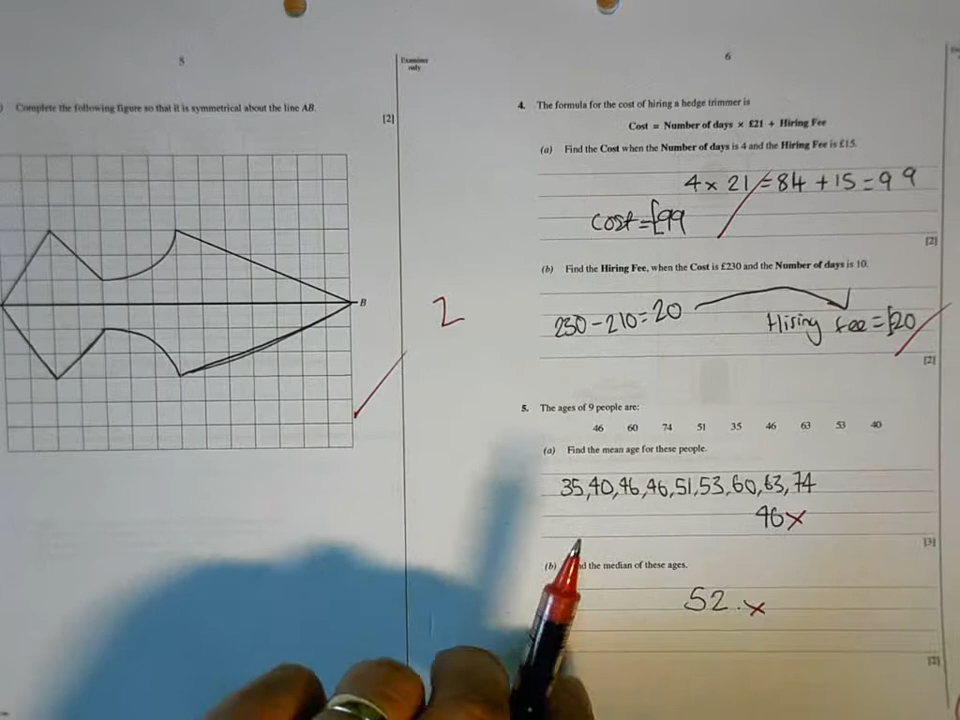 5
Examiner
only
Complete the following figure so that it is symmetrical about the line AB.
[2]
B
2
6
4. The formula for the cost of hiring a hedge trimmer is
Cost = Number of days × £21 + Hiring Fee
(a) Find the Cost when the Number of days is 4 and the Hiring Fee is £15.
4 × 21 = 84 + 15 = 99
cost = £99
[2]
(b) Find the Hiring Fee, when the Cost is £230 and the Number of days is 10.
230 - 210 = 20
Hiring fee = £20
[2]
5. The ages of 9 people are:
46 60 74 51 35 46 63 53 40
(a) Find the mean age for these people.
35, 40, 46, 46, 51, 53, 60, 63, 74
46 x
[3]
(b) the median of these ages.
52. x
[2]